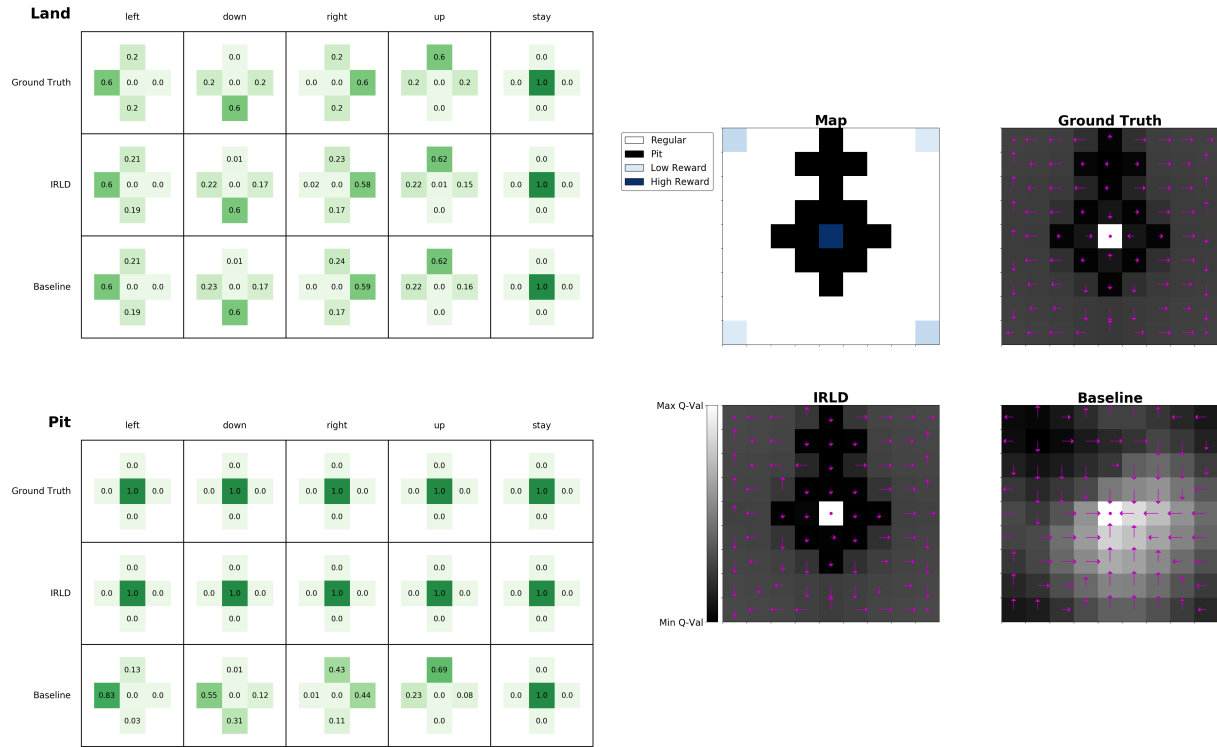 Land
left down right up stay
Ground Truth
0.2
0.6 0.0 0.0
0.2
0.0
0.2 0.0 0.2
0.6
0.2
0.0 0.0 0.6
0.2
0.6
0.2 0.0 0.2
0.0
0.0
0.0 1.0 0.0
0.0
IRLD
0.21
0.6 0.0 0.0
0.19
0.01
0.22 0.0 0.17
0.6
0.23
0.02 0.0 0.58
0.17
0.62
0.22 0.01 0.15
0.0
0.0
0.0 1.0 0.0
0.0
Baseline
0.21
0.6 0.0 0.0
0.19
0.01
0.23 0.0 0.17
0.6
0.24
0.0 0.0 0.59
0.17
0.62
0.22 0.0 0.16
0.0
0.0
0.0 1.0 0.0
0.0
Pit
left down right up stay
Ground Truth
0.0
0.0 1.0 0.0
0.0
0.0
0.0 1.0 0.0
0.0
0.0
0.0 1.0 0.0
0.0
0.0
0.0 1.0 0.0
0.0
0.0
0.0 1.0 0.0
0.0
IRLD
0.0
0.0 1.0 0.0
0.0
0.0
0.0 1.0 0.0
0.0
0.0
0.0 1.0 0.0
0.0
0.0
0.0 1.0 0.0
0.0
0.0
0.0 1.0 0.0
0.0
Baseline
0.13
0.83 0.0 0.0
0.03
0.01
0.55 0.0 0.12
0.31
0.43
0.01 0.0 0.44
0.11
0.69
0.23 0.0 0.08
0.0
0.0
0.0 1.0 0.0
0.0
Map
Regular
Pit
Low Reward
High Reward
Ground Truth
IRLD
Max Q-Val
Min Q-Val
Baseline